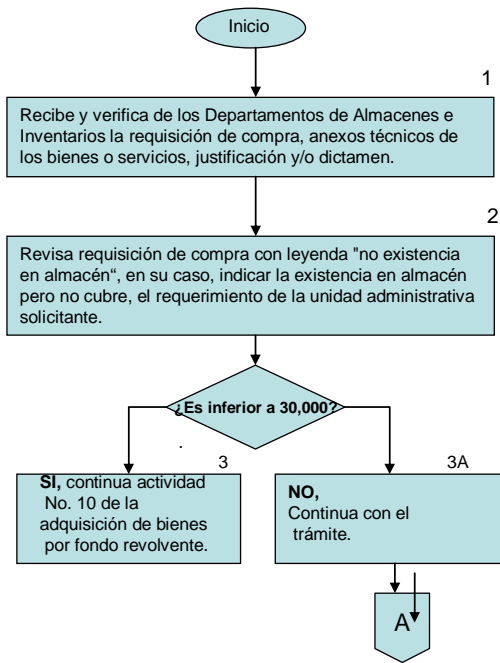 Inicio
1
Recibe y verifica de los Departamentos de Almacenes e
Inventarios la requisición de compra, anexos técnicos de
los bienes o servicios, justificación y/o dictamen.
2
Revisa requisición de compra con leyenda "no existencia
en almacén“, en su caso, indicar la existencia en almacén
pero no cubre, el requerimiento de la unidad administrativa
solicitante.
¿Es inferior a 30,000?
.
3
SI, continua actividad
No. 10 de la
adquisición de bienes
por fondo revolvente.
3A
NO,
Continua con el
trámite.
A